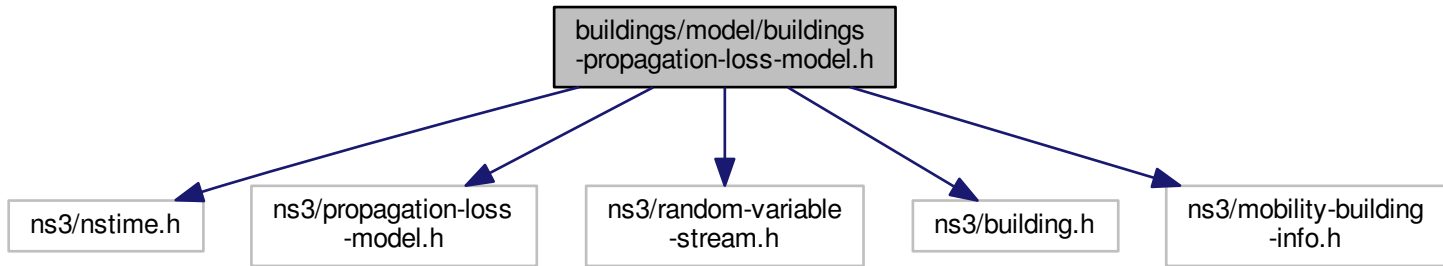 buildings/model/buildings
-propagation-loss-model.h
ns3/nstime.h
ns3/propagation-loss
-model.h
ns3/random-variable
-stream.h
ns3/building.h
ns3/mobility-building
-info.h